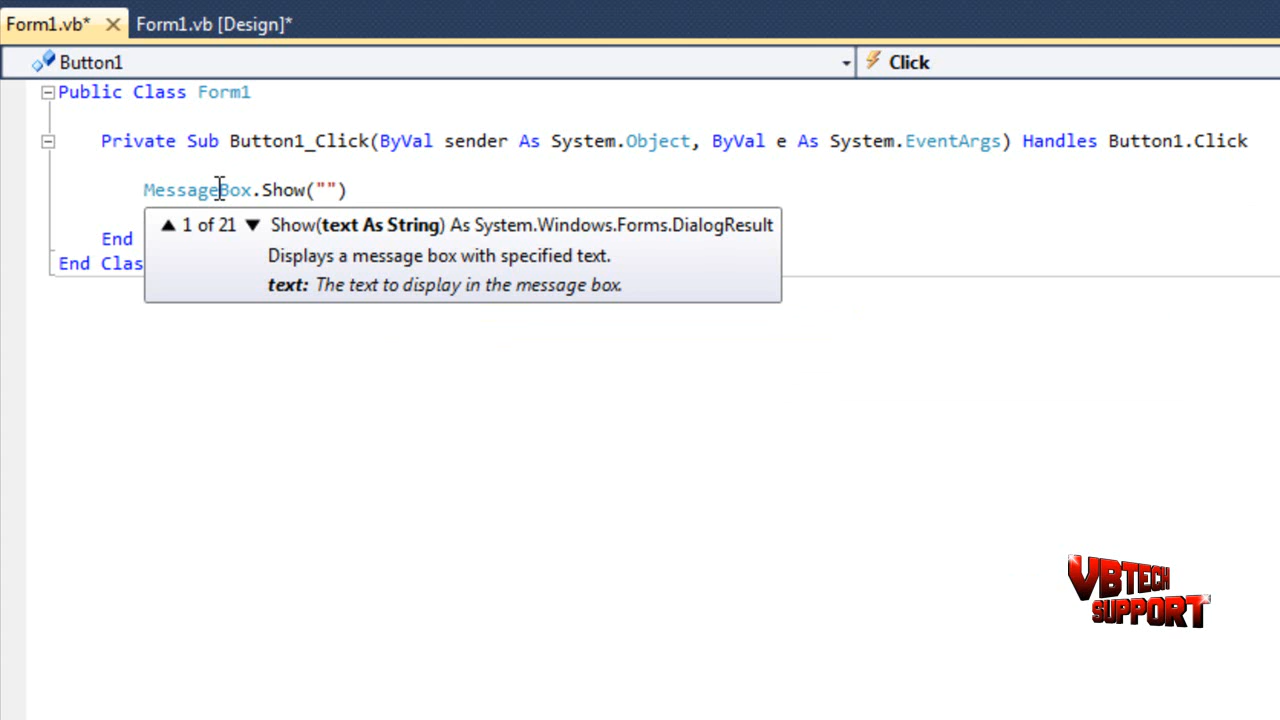 Form1.vb* Form1.vb [Design]*
Button1 Click
Public Class Form1
Private Sub Button1_Click(ByVal sender As System.Object, ByVal e As System.EventArgs) Handles Button1.Click
MessageBox.Show("")
1 of 21 Show(text As String) As System.Windows.Forms.DialogResult
Displays a message box with specified text.
text: The text to display in the message box.
End
End Clas
VBTECH
SUPPORT